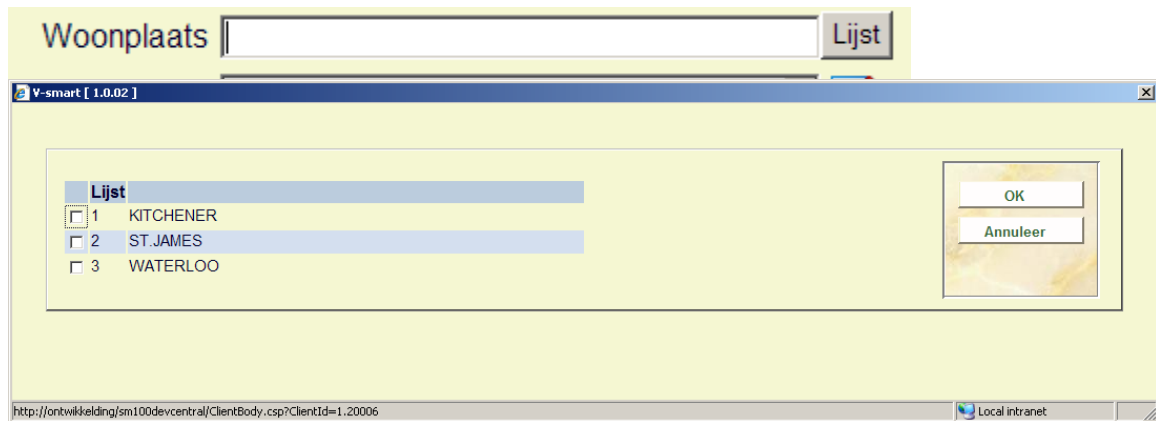 Woonplaats Lijst
V-smart [ 1.0.02 ]
Lijst
1 KITCHENER
2 ST.JAMES
3 WATERLOO
OK
Annuleer
http://ontwikkelding/sm100devcentral/ClientBody.csp?ClientId=1.20006 Local intranet